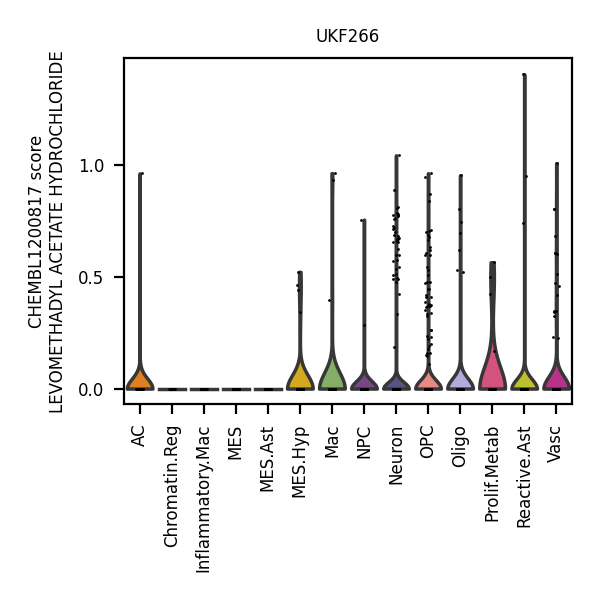 UKF266
CHEMBL1200817 score
LEVOMETHADYL ACETATE HYDROCHLORIDE
1.0
0.5
0.0
AC
Chromatin.Reg
Inflammatory.Mac
MES
MES.Ast
MES.Hyp
Mac
NPC
Neuron
OPC
Oligo
Prolif.Metab
Reactive.Ast
Vasc